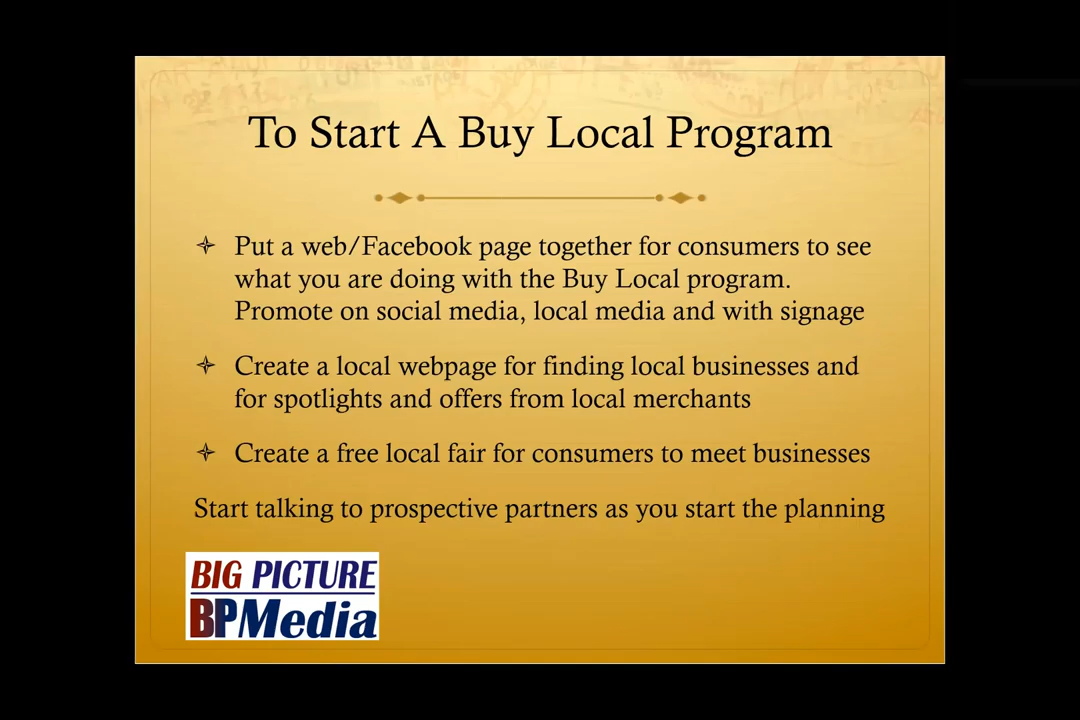 To Start A Buy Local Program
Put a web/Facebook page together for consumers to see
what you are doing with the Buy Local program.
Promote on social media, local media and with signage
Create a local webpage for finding local businesses and
for spotlights and offers from local merchants
Create a free local fair for consumers to meet businesses
Start talking to prospective partners as you start the planning
BIG PICTURE
BPMedia